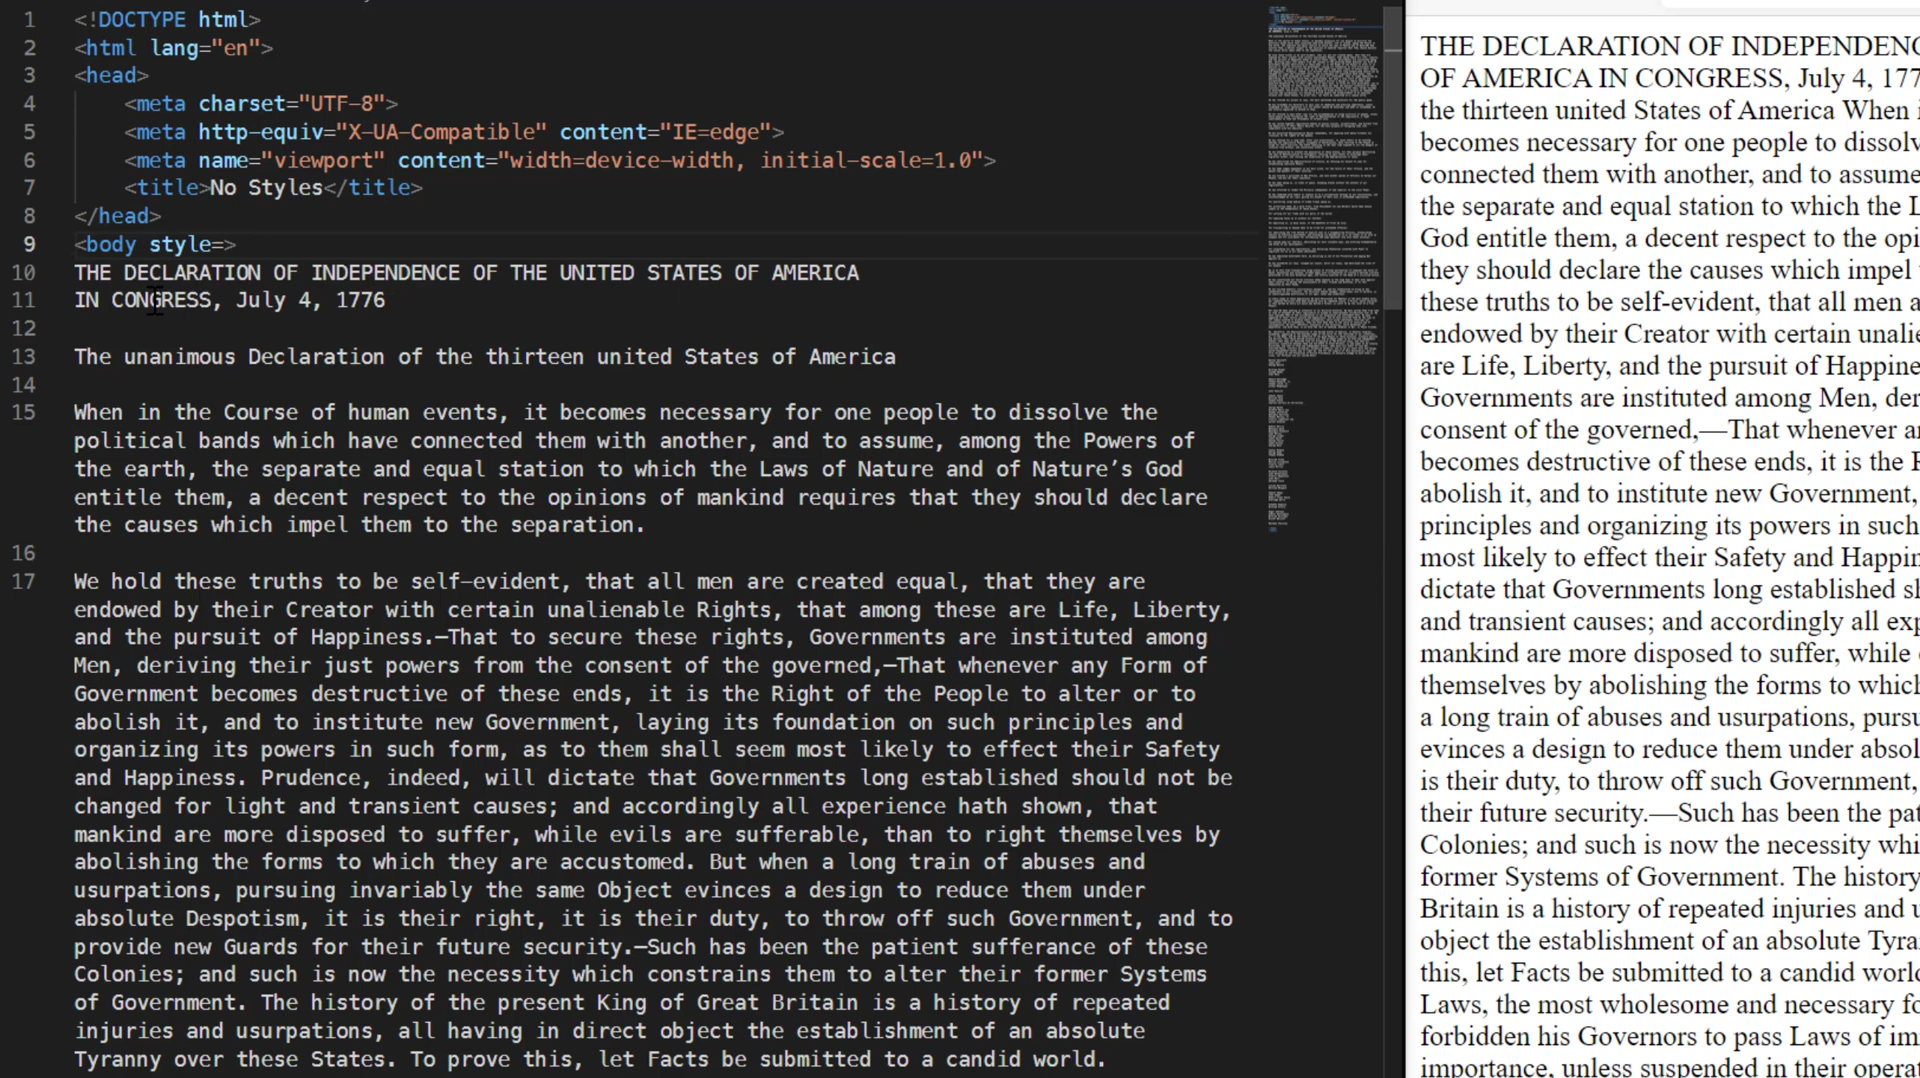 1 <!DOCTYPE html>
2 <html lang="en">
3 <head>
4 <meta charset="UTF-8">
5 <meta http-equiv="X-UA-Compatible" content="IE=edge">
6 <meta name="viewport" content="width=device-width, initial-scale=1.0">
7 <title>No Styles</title>
8 </head>
9 <body style=>
10 THE DECLARATION OF INDEPENDENCE OF THE UNITED STATES OF AMERICA
11 IN CONGRESS, July 4, 1776
12
13 The unanimous Declaration of the thirteen united States of America
14
15 When in the Course of human events, it becomes necessary for one people to dissolve the
political bands which have connected them with another, and to assume, among the Powers of
the earth, the separate and equal station to which the Laws of Nature and of Nature’s God
entitle them, a decent respect to the opinions of mankind requires that they should declare
the causes which impel them to the separation.
16
17 We hold these truths to be self-evident, that all men are created equal, that they are
endowed by their Creator with certain unalienable Rights, that among these are Life, Liberty,
and the pursuit of Happiness.—That to secure these rights, Governments are instituted among
Men, deriving their just powers from the consent of the governed,—That whenever any Form of
Government becomes destructive of these ends, it is the Right of the People to alter or to
abolish it, and to institute new Government, laying its foundation on such principles and
organizing its powers in such form, as to them shall seem most likely to effect their Safety
and Happiness. Prudence, indeed, will dictate that Governments long established should not be
changed for light and transient causes; and accordingly all experience hath shown, that
mankind are more disposed to suffer, while evils are sufferable, than to right themselves by
abolishing the forms to which they are accustomed. But when a long train of abuses and
usurpations, pursuing invariably the same Object evinces a design to reduce them under
absolute Despotism, it is their right, it is their duty, to throw off such Government, and to
provide new Guards for their future security.—Such has been the patient sufferance of these
Colonies; and such is now the necessity which constrains them to alter their former Systems
of Government. The history of the present King of Great Britain is a history of repeated
injuries and usurpations, all having in direct object the establishment of an absolute
Tyranny over these States. To prove this, let Facts be submitted to a candid world.
THE DECLARATION OF INDEPENDENC
OF AMERICA IN CONGRESS, July 4, 177
the thirteen united States of America When i
becomes necessary for one people to dissolv
connected them with another, and to assume
the separate and equal station to which the L
God entitle them, a decent respect to the opi
they should declare the causes which impel
these truths to be self-evident, that all men a
endowed by their Creator with certain unalie
are Life, Liberty, and the pursuit of Happine
Governments are instituted among Men, der
consent of the governed,—That whenever a
becomes destructive of these ends, it is the R
abolish it, and to institute new Government,
principles and organizing its powers in such
most likely to effect their Safety and Happin
dictate that Governments long established sh
and transient causes; and accordingly all exp
mankind are more disposed to suffer, while
themselves by abolishing the forms to which
a long train of abuses and usurpations, pursu
evinces a design to reduce them under absol
is their duty, to throw off such Government,
their future security.—Such has been the pat
Colonies; and such is now the necessity whi
former Systems of Government. The history
Britain is a history of repeated injuries and u
object the establishment of an absolute Tyra
this, let Facts be submitted to a candid world
Laws, the most wholesome and necessary fo
forbidden his Governors to pass Laws of im
importance, unless suspended in their operat